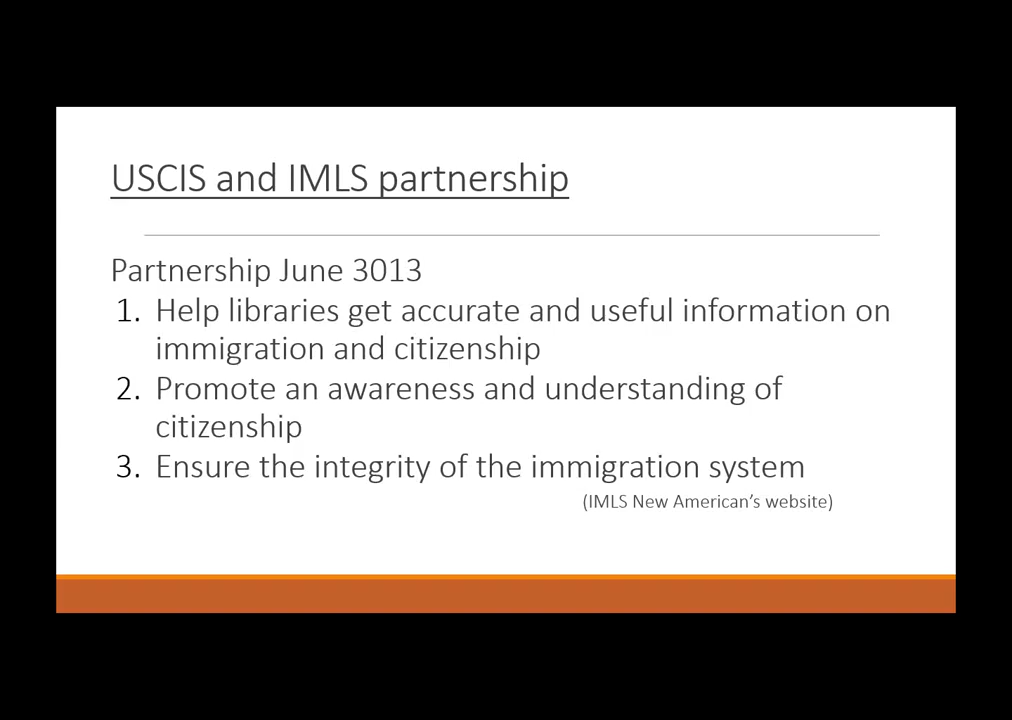 USCIS and IMLS partnership
Partnership June 3013
1. Help libraries get accurate and useful information on
immigration and citizenship
2. Promote an awareness and understanding of
citizenship
3. Ensure the integrity of the immigration system
(IMLS New American’s website)